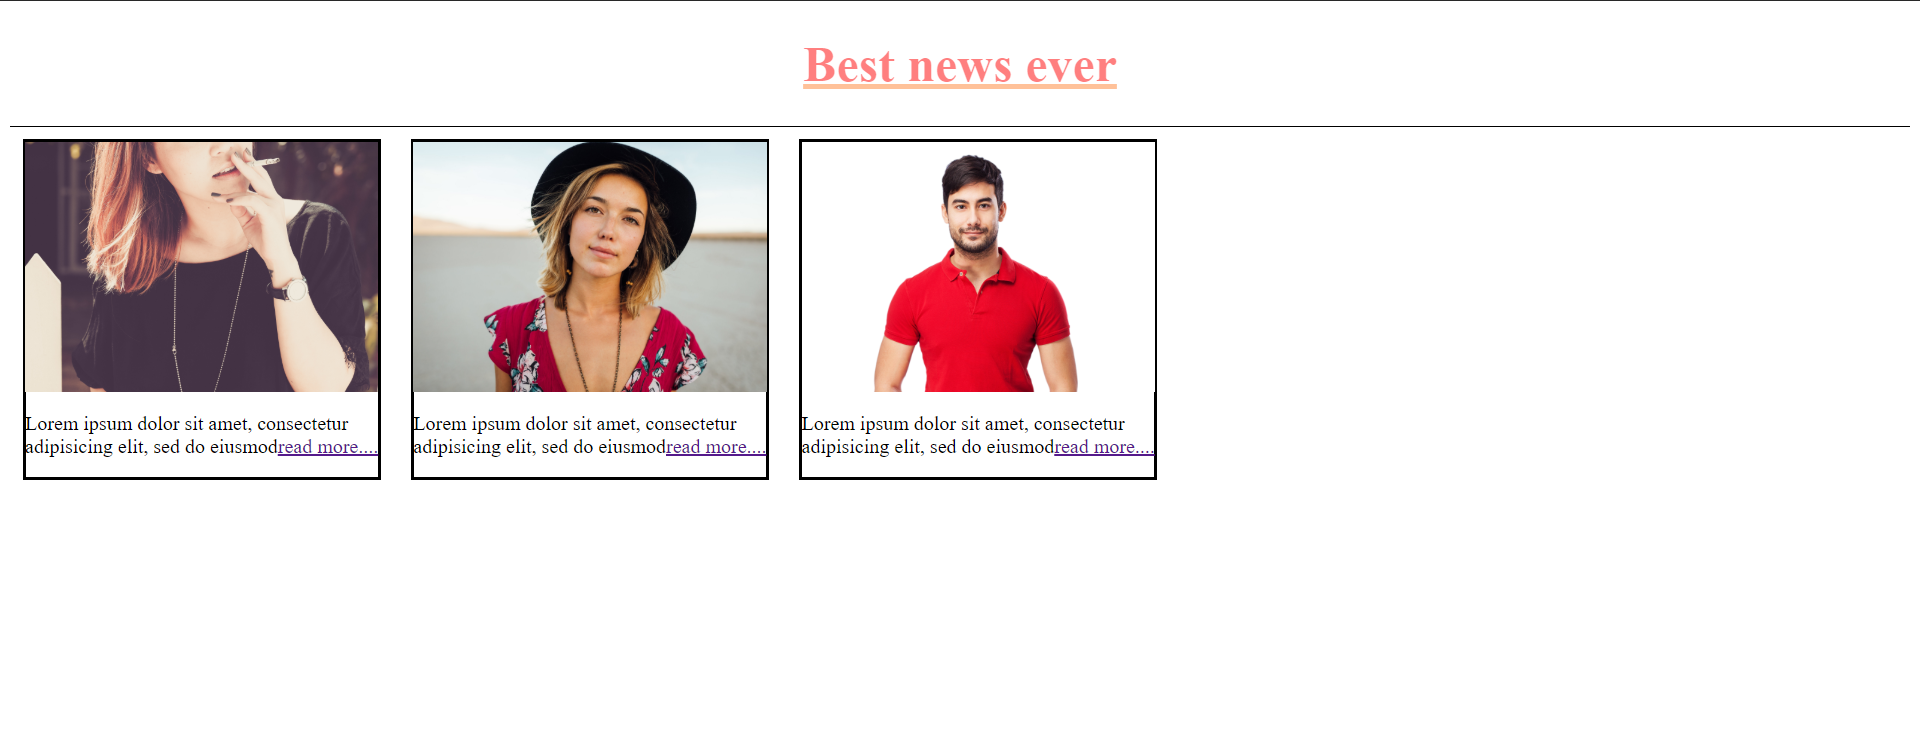 Best news ever
Lorem ipsum dolor sit amet, consectetur
adipisicing elit, sed do eiusmodread more....
Lorem ipsum dolor sit amet, consectetur
adipisicing elit, sed do eiusmodread more....
Lorem ipsum dolor sit amet, consectetur
adipisicing elit, sed do eiusmodread more....